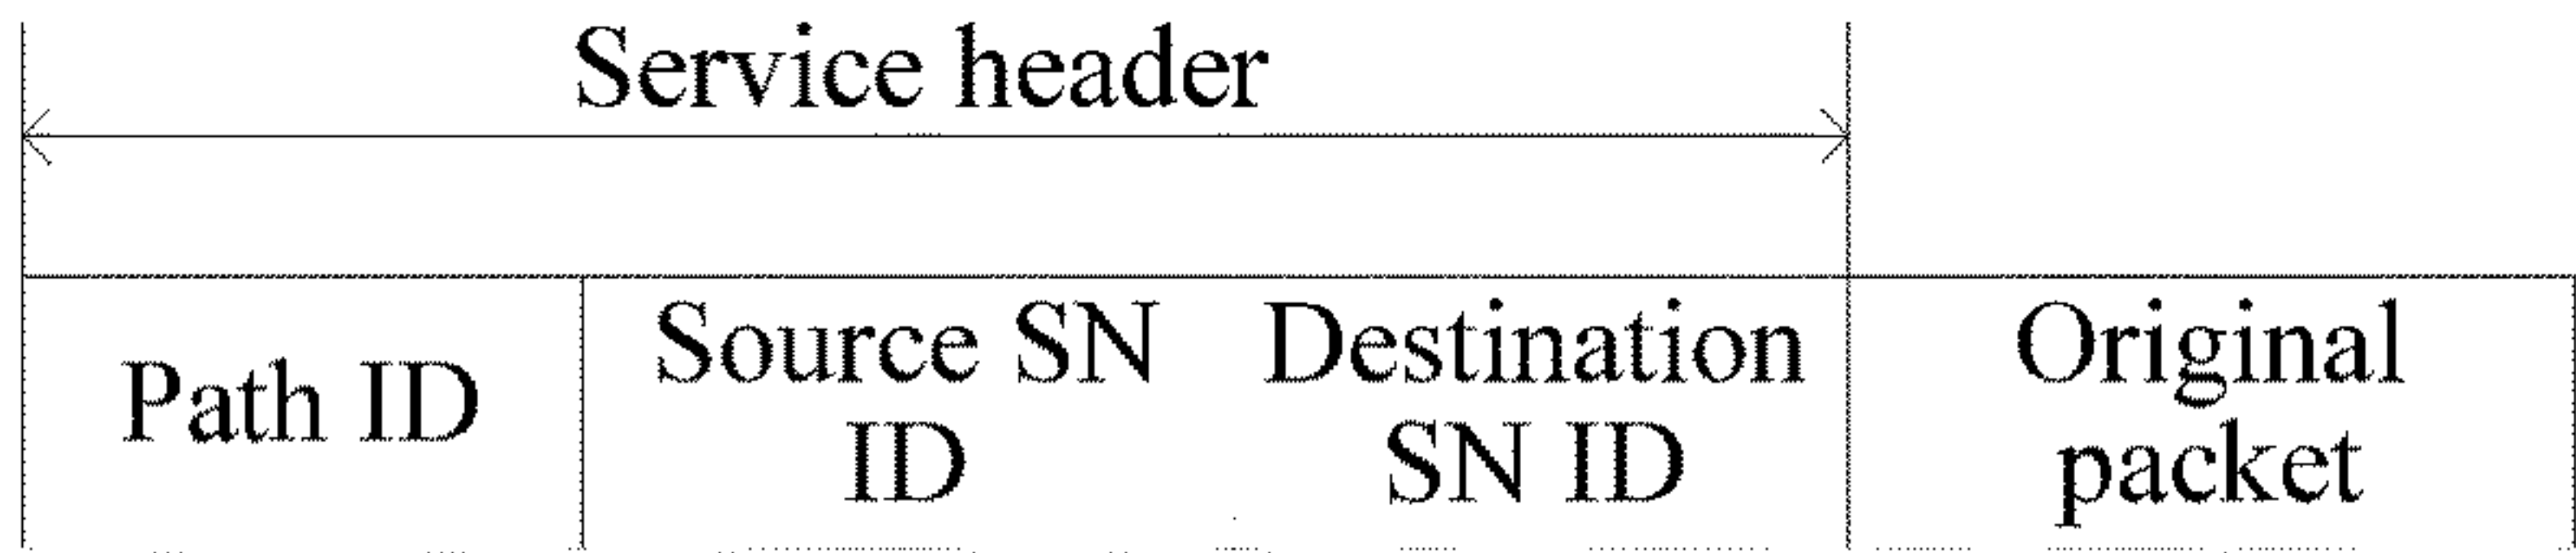 Service header
Path ID
Source SN
ID
Destination
SN ID
Original
packet